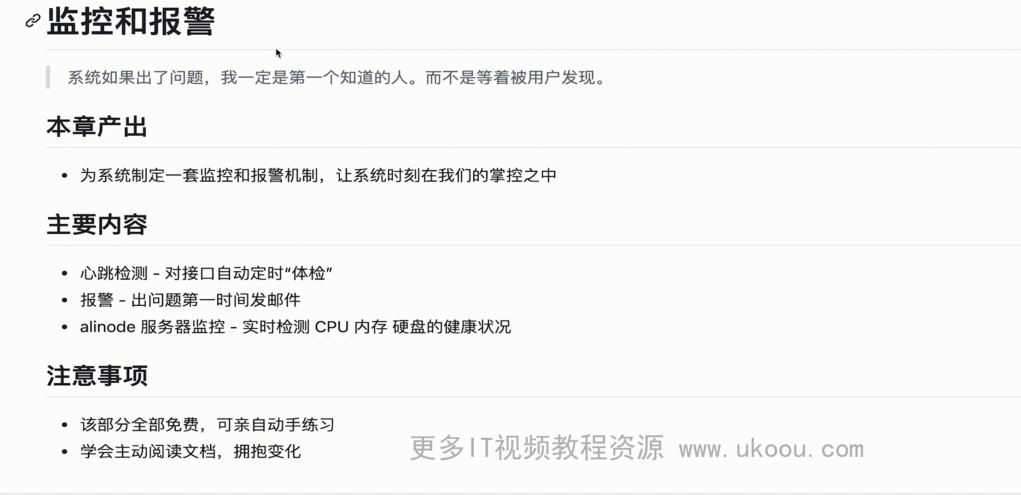 监控和报警
系统如果出了问题，我一定是第一个知道的人。而不是等着被用户发现。
本章产出
为系统制定一套监控和报警机制，让系统时刻在我们的掌控之中
主要内容
心跳检测 - 对接口自动定时“体检”
报警 - 出问题第一时间发邮件
alinode 服务器监控 - 实时检测 CPU 内存 硬盘的健康状况
注意事项
该部分全部免费，可亲自动手练习
学会主动阅读文档，拥抱变化
更多IT视频教程资源 www.ukoou.com